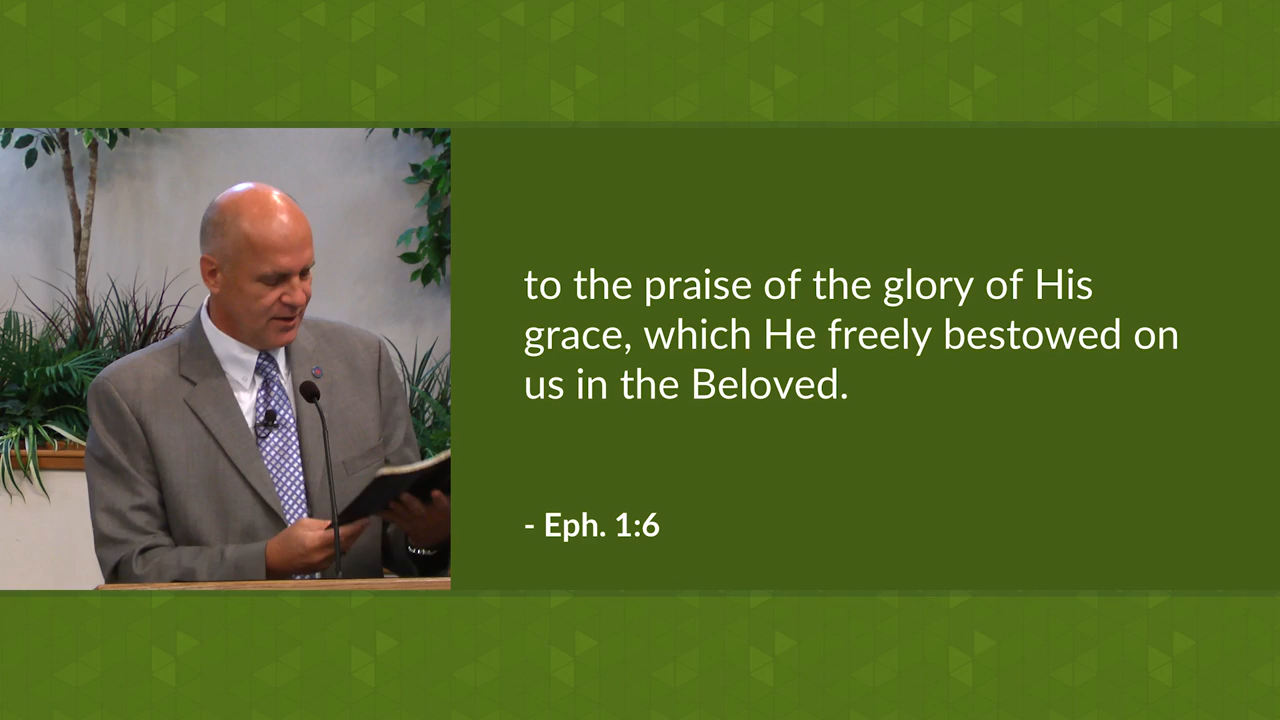 to the praise of the glory of His
grace, which He freely bestowed on
us in the Beloved.
- Eph. 1:6